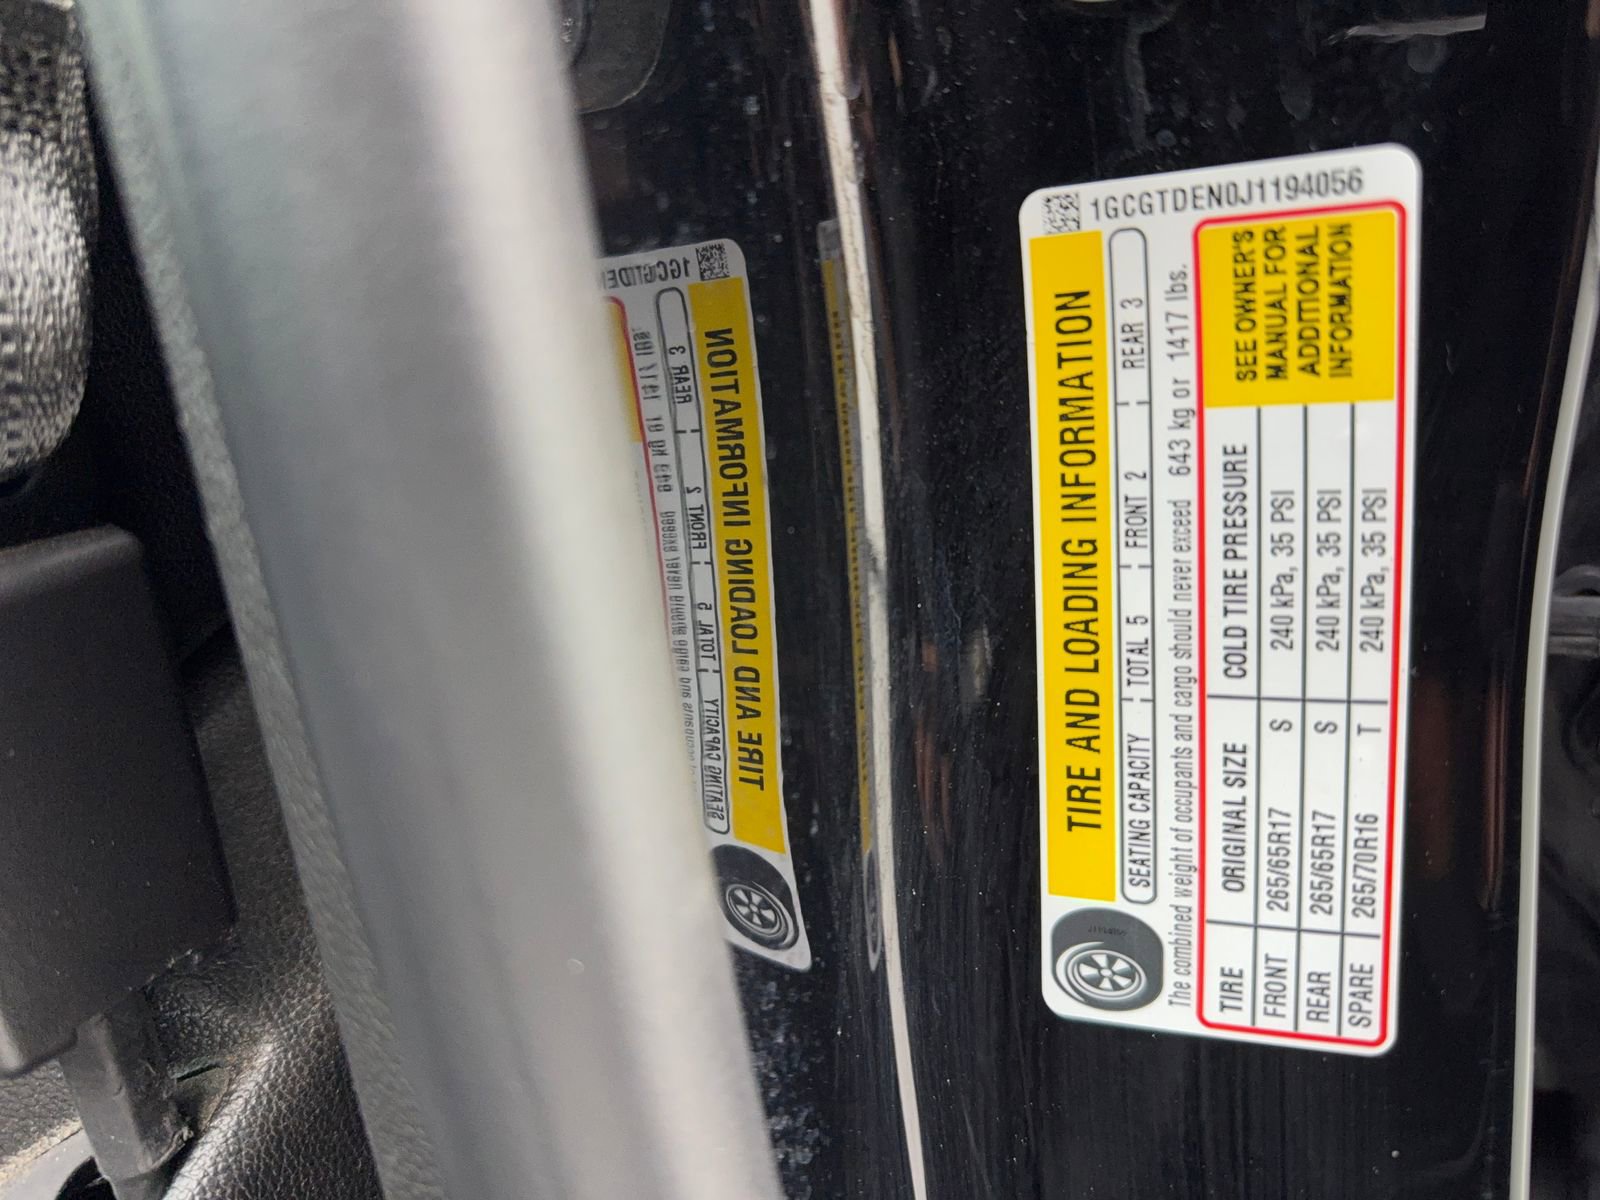 1GCGTDEN0J1194056
TIRE AND LOADING INFORMATION
SEATING CAPACITY TOTAL 5 FRONT 2 REAR 3
The combined weight of occupants and cargo should never exceed 643 kg or 1417 lbs.
TIRE ORIGINAL SIZE COLD TIRE PRESSURE
FRONT 265/65R17 S 240 kPa, 35 PSI
REAR 265/65R17 S 240 kPa, 35 PSI
SPARE 265/70R16 T 240 kPa, 35 PSI
SEE OWNER'S
MANUAL FOR
ADDITIONAL
INFORMATION
TIRE AND LOADING INFORMATION
SEATING CAPACITY TOTAL 5 FRONT 2 REAR 3